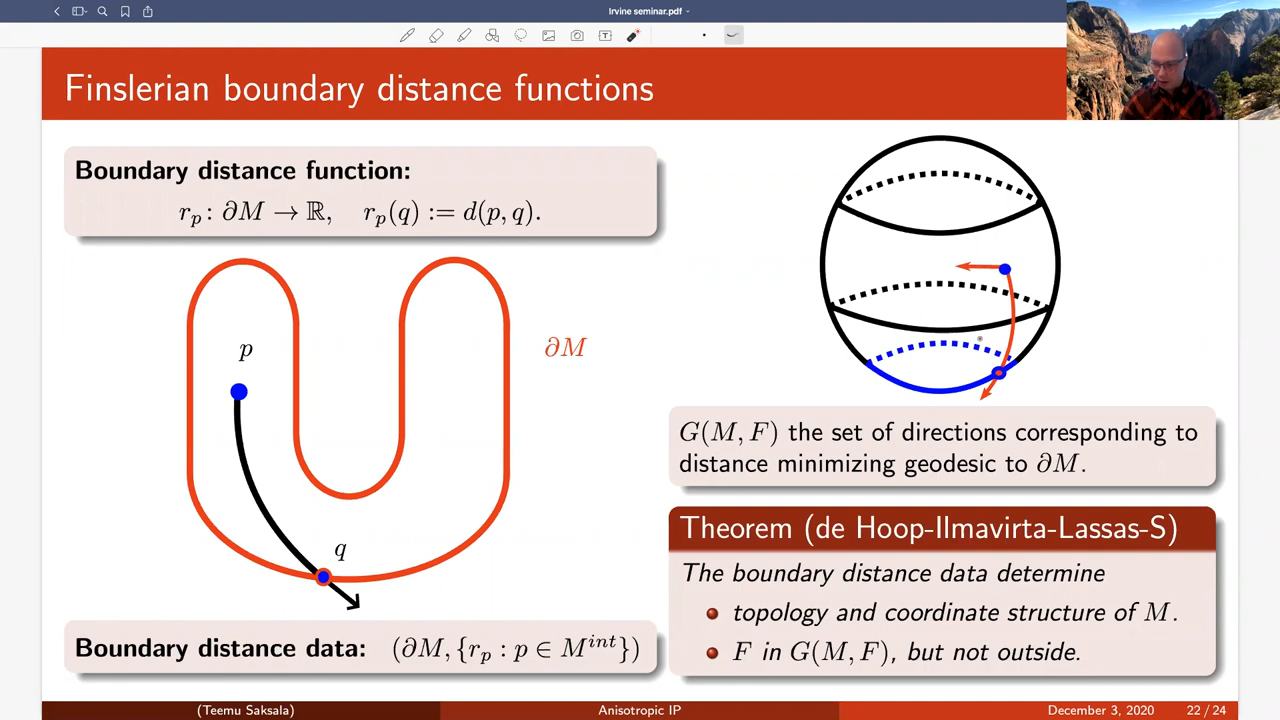 Irvine seminar.pdf
Finslerian boundary distance functions
Boundary distance function:
r_p : ∂M → ℝ, r_p(q) := d(p, q).
p
∂M
q
Boundary distance data: (∂M, {r_p : p ∈ M^{int}})
G(M, F) the set of directions corresponding to
distance minimizing geodesic to ∂M.
Theorem (de Hoop-Ilmavirta-Lassas-S)
The boundary distance data determine
topology and coordinate structure of M.
F in G(M, F), but not outside.
(Teemu Saksala)
Anisotropic IP
December 3, 2020
22 / 24